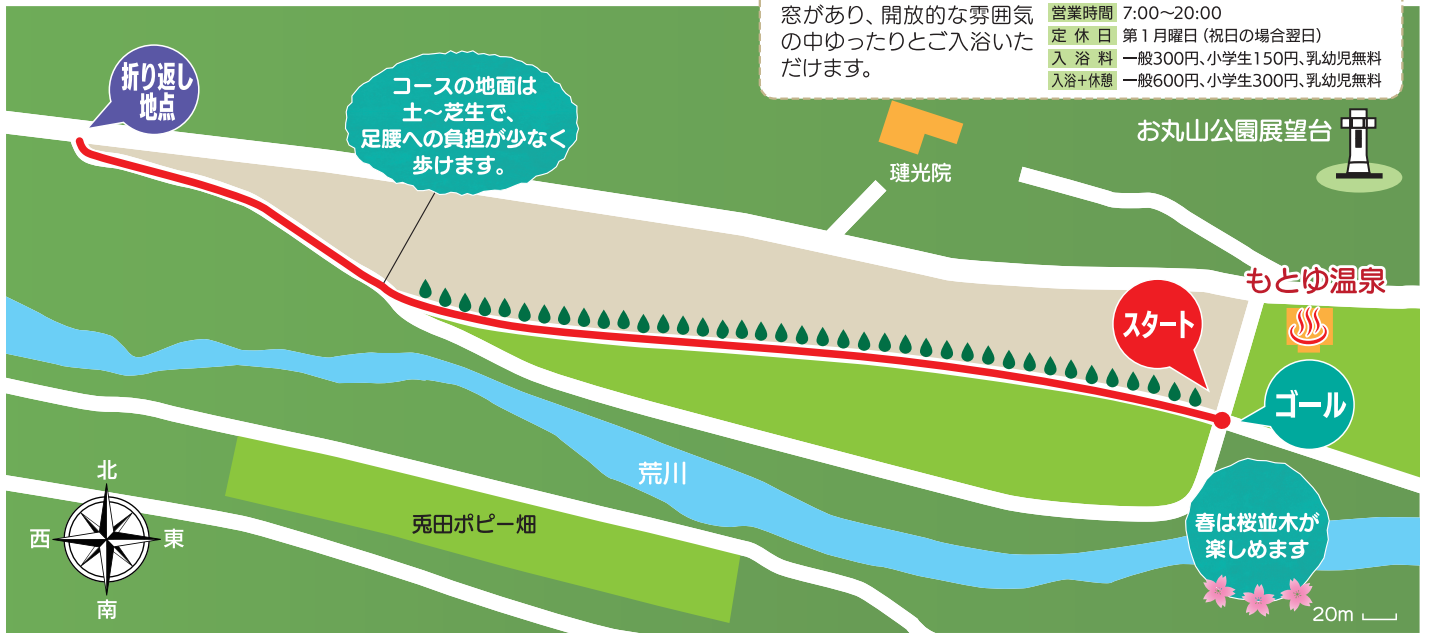 窓があり、開放的な雰囲気
の中ゆったりとご入浴いた
だけます。
営業時間 7:00〜20:00
定休日 第1月曜日(祝日の場合翌日)
入浴料 一般300円、小学生150円、乳幼児無料
入浴+休憩 一般600円、小学生300円、乳幼児無料
折り返し
地点
コースの地面は
土〜芝生で、
足腰への負担が少なく
歩けます。
お丸山公園展望台
璉光院
もとゆ温泉
スタート
ゴール
荒川
兎田ポピー畑
春は桜並木が
楽しめます
北
西
東
南
20m